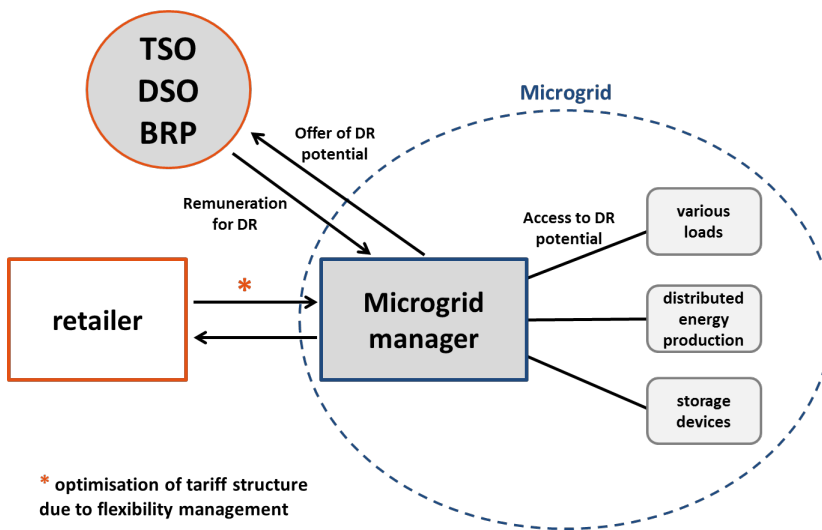 TSO
DSO
BRP
Microgrid
Offer of DR
potential
Remuneration
for DR
Access to DR
potential
various
loads
*
retailer
Microgrid
manager
distributed
energy
production
storage
devices
* optimisation of tariff structure
due to flexibility management